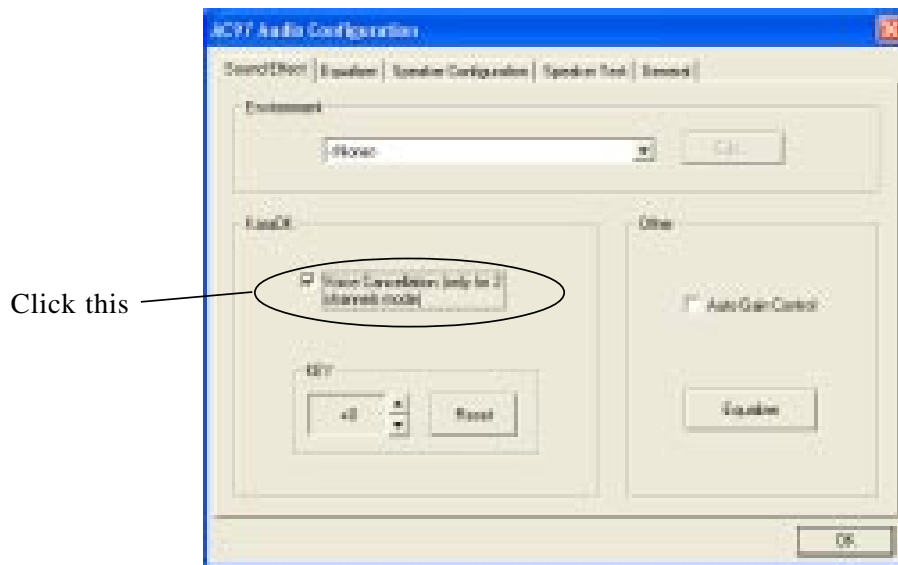 AC97 Audio Configuration
Sound Effect Equalizer Speaker Configuration Speaker Test General
Environment
<None>
Edit
KaraOK
Other
Voice Cancellation (only for 2
channels mode)
Click this
Auto Gain Control
KEY
+0
Reset
Equalizer
OK